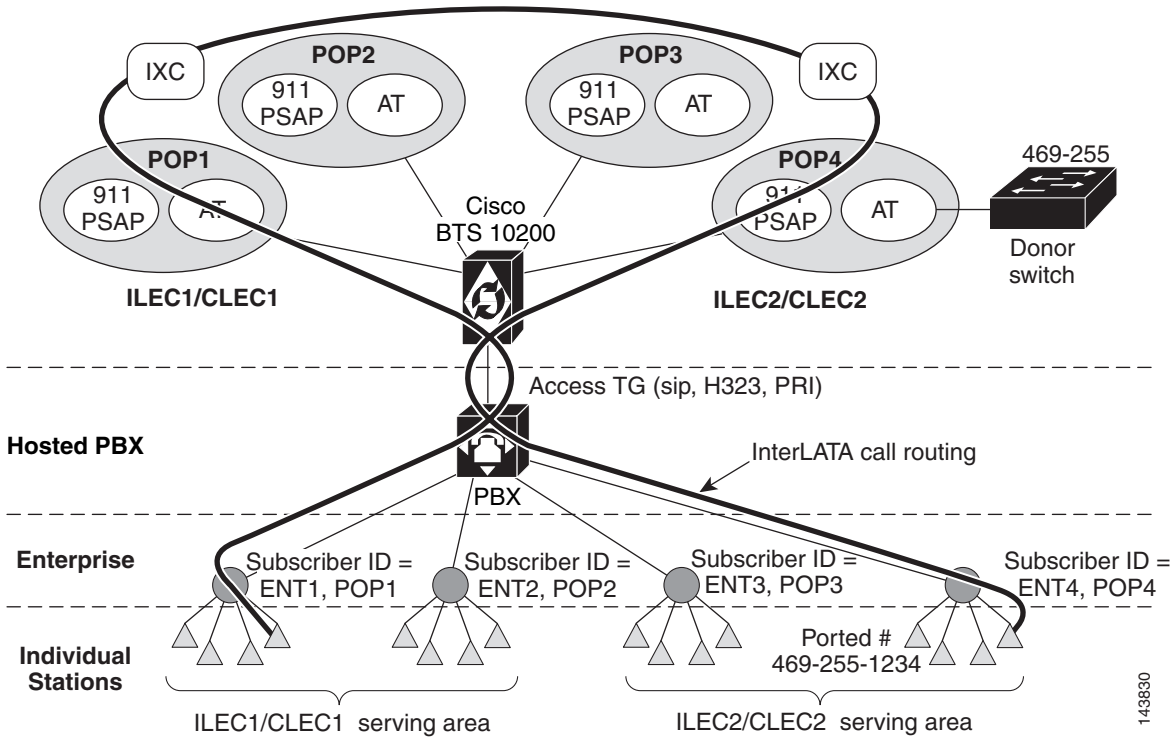 IXC
POP2
911
PSAP
AT
POP3
911
PSAP
AT
IXC
POP1
911
PSAP
AT
POP4
911
PSAP
AT
469-255
Donor
switch
Cisco
BTS 10200
ILEC1/CLEC1
ILEC2/CLEC2
Access TG (sip, H323, PRI)
Hosted PBX
InterLATA call routing
PBX
Enterprise
Subscriber ID =
ENT1, POP1
Subscriber ID =
ENT2, POP2
Subscriber ID =
ENT3, POP3
Subscriber ID =
ENT4, POP4
Individual
Stations
Ported #
469-255-1234
ILEC1/CLEC1 serving area
ILEC2/CLEC2 serving area
143830